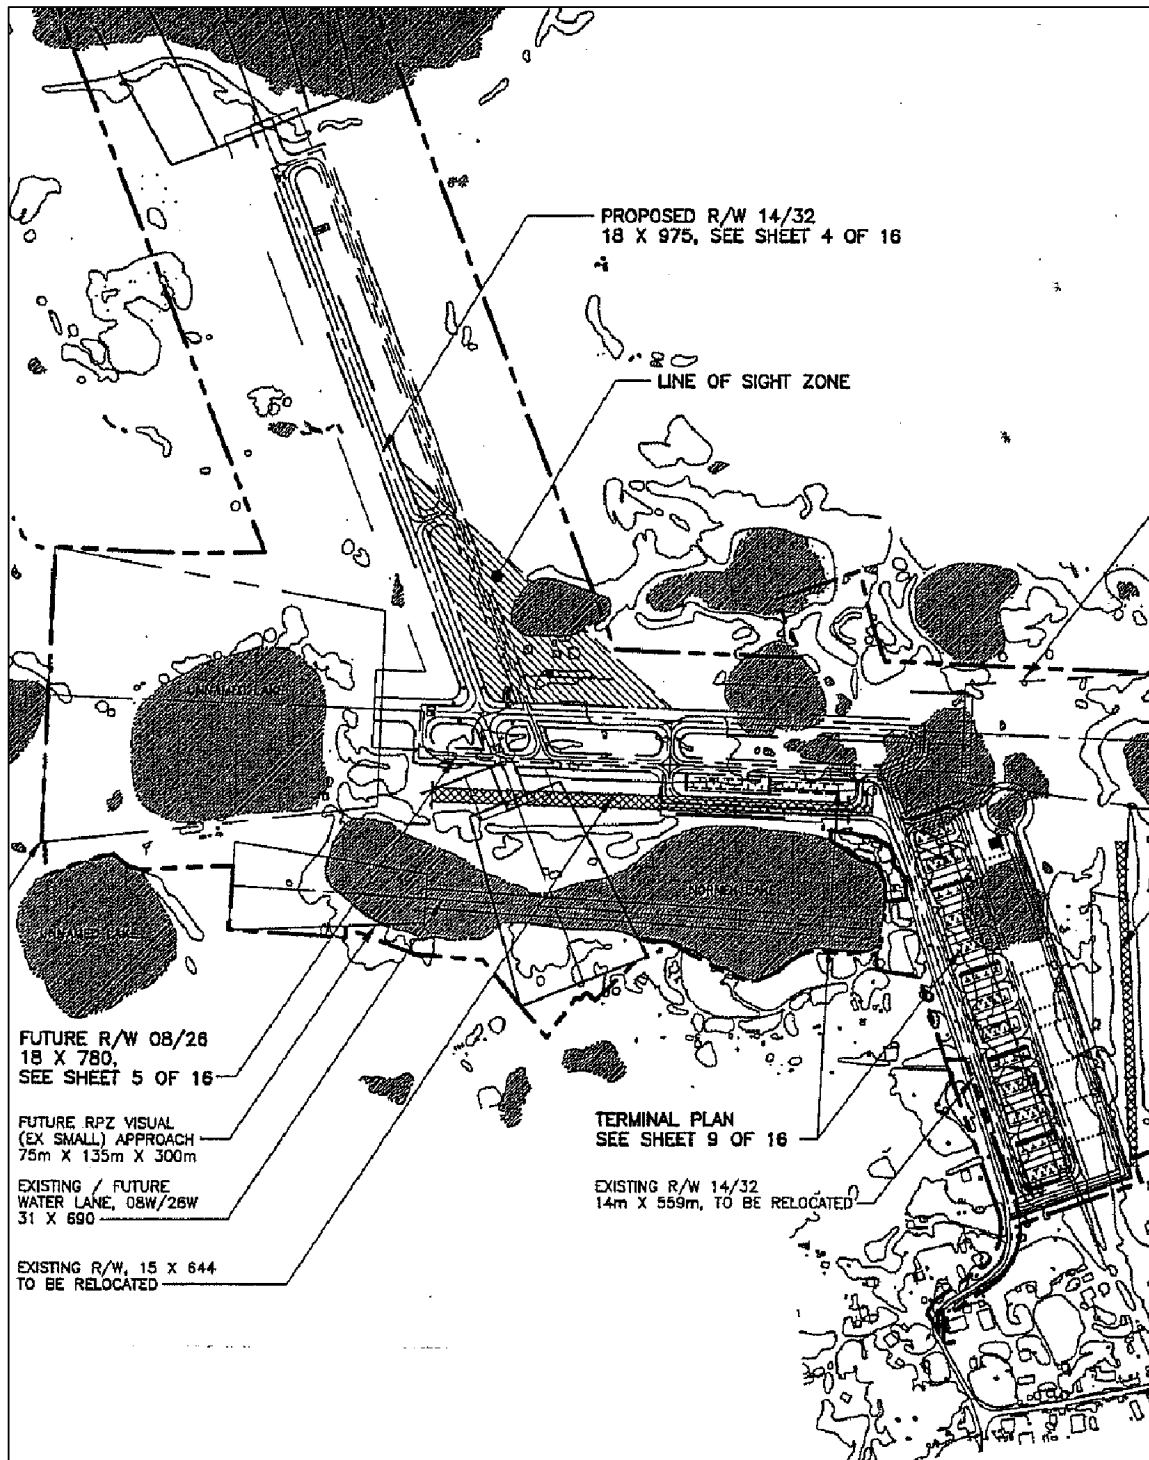 PROPOSED R/W 14/32
18 X 975, SEE SHEET 4 OF 16
LINE OF SIGHT ZONE
FUTURE R/W 08/26
18 X 780,
SEE SHEET 5 OF 16
FUTURE RPZ VISUAL
(EX SMALL) APPROACH
75m X 135m X 300m
EXISTING / FUTURE
WATER LANE, 08W/26W
31 X 690
EXISTING R/W, 15 X 644
TO BE RELOCATED
TERMINAL PLAN
SEE SHEET 9 OF 16
EXISTING R/W 14/32
14m X 559m, TO BE RELOCATED